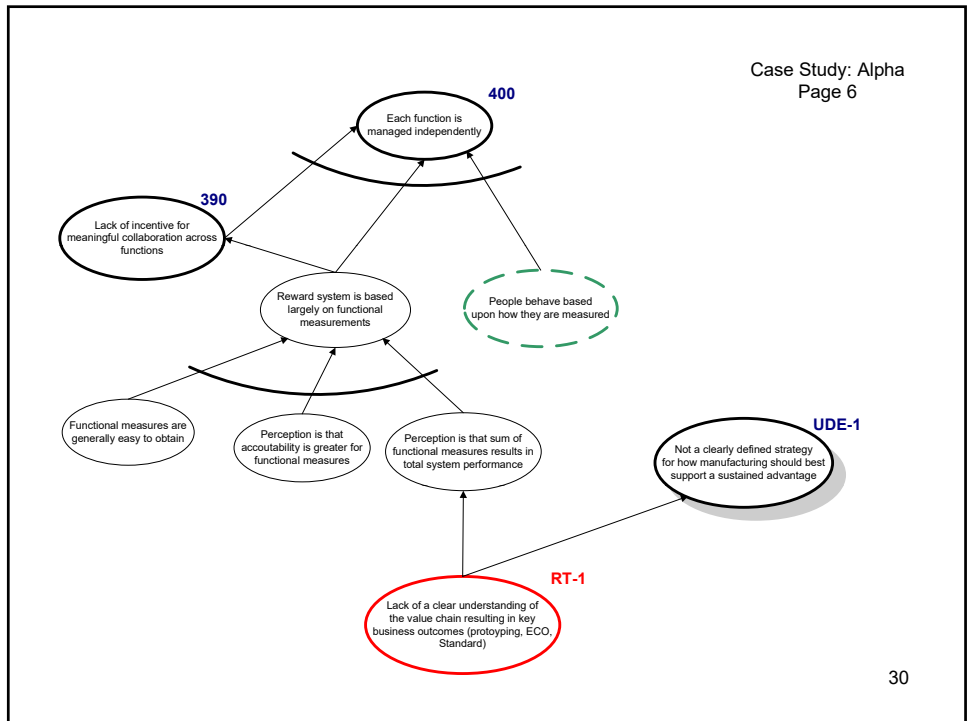 Case Study: Alpha
Page 6
400
Each function is
managed independently
390
Lack of incentive for
meaningful collaboration across
functions
Reward system is based
largely on functional
measurements
People behave based
upon how they are measured
Functional measures are
generally easy to obtain
Perception is that
accoutability is greater for
functional measures
Perception is that sum of
functional measures results in
total system performance
UDE-1
Not a clearly defined strategy
for how manufacturing should best
support a sustained advantage
RT-1
Lack of a clear understanding of
the value chain resulting in key
business outcomes (protoyping, ECO,
Standard)
30